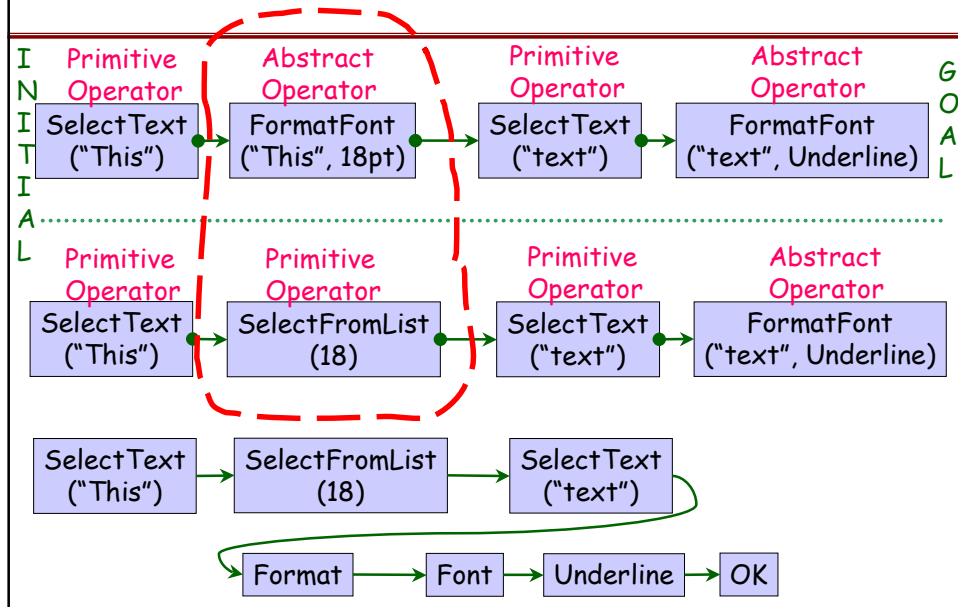 INITIAL
Primitive
Operator
SelectText
(“This”)
Abstract
Operator
FormatFont
(“This”, 18pt)
Primitive
Operator
SelectText
(“text”)
Abstract
Operator
FormatFont
(“text”, Underline)
GOAL
Primitive
Operator
SelectText
(“This”)
Primitive
Operator
SelectFromList
(18)
Primitive
Operator
SelectText
(“text”)
Abstract
Operator
FormatFont
(“text”, Underline)
SelectText
(“This”)
SelectFromList
(18)
SelectText
(“text”)
Format
Font
Underline
OK